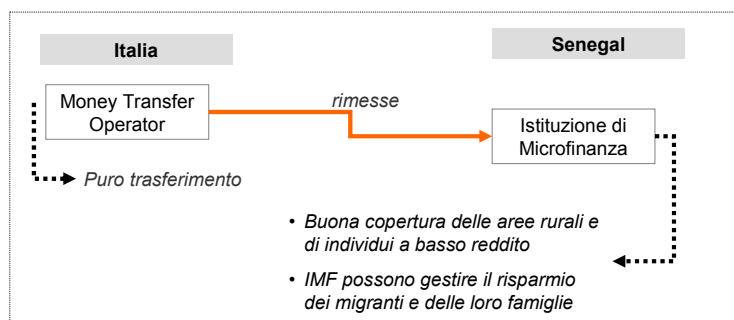 Italia
Senegal
Money Transfer
Operator
rimesse
Istituzione di
Microfinanza
Puro trasferimento
• Buona copertura delle aree rurali e
di individui a basso reddito
• IMF possono gestire il risparmio
dei migranti e delle loro famiglie